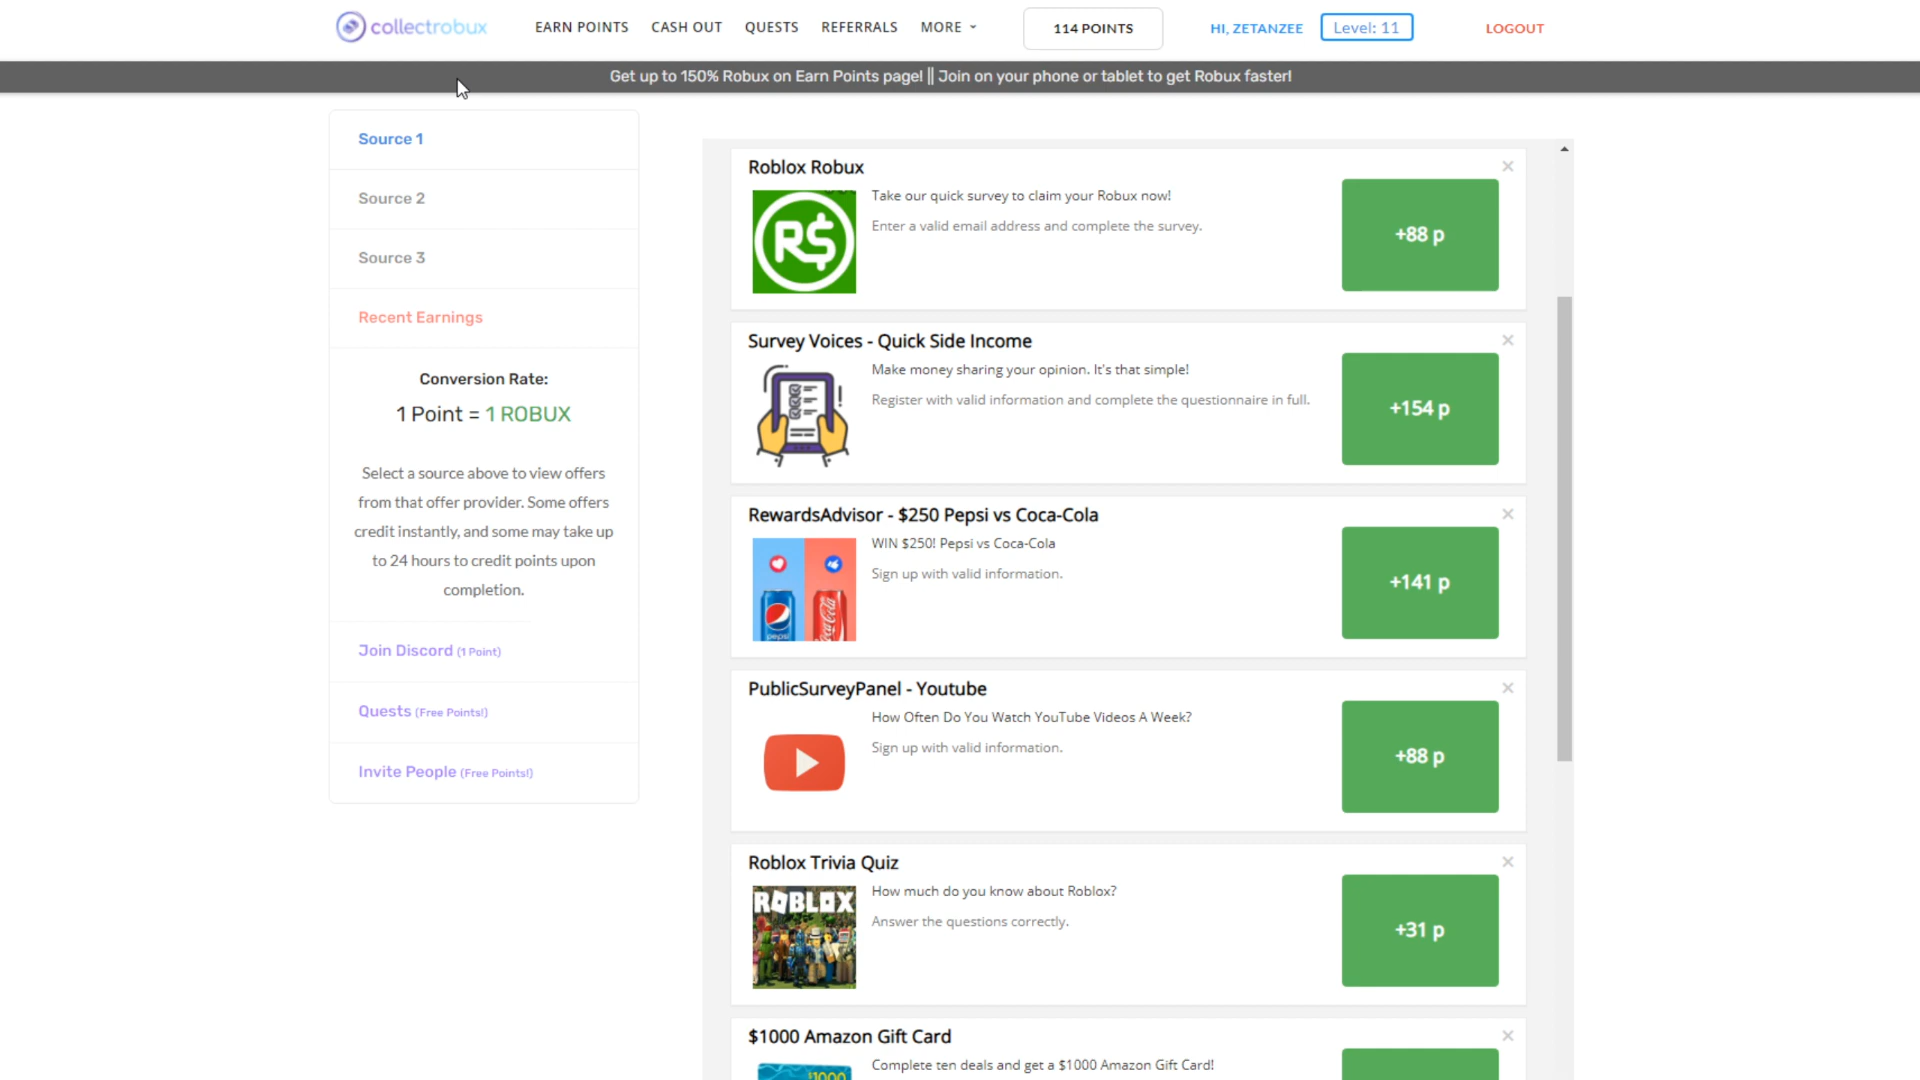 collectrobux
EARN POINTS CASH OUT QUESTS REFERRALS MORE
114 POINTS
HI, ZETANZEE
Level: 11
LOGOUT
Get up to 150% Robux on Earn Points page! || Join on your phone or tablet to get Robux faster!
Source 1
Source 2
Source 3
Recent Earnings
Conversion Rate:
1 Point = 1 ROBUX
Select a source above to view offers
from that offer provider. Some offers
credit instantly, and some may take up
to 24 hours to credit points upon
completion.
Join Discord (1 Point)
Quests (Free Points!)
Invite People (Free Points!)
Roblox Robux
R$
Take our quick survey to claim your Robux now!
Enter a valid email address and complete the survey.
+88 p
Survey Voices - Quick Side Income
Make money sharing your opinion. It's that simple!
Register with valid information and complete the questionnaire in full.
+154 p
RewardsAdvisor - $250 Pepsi vs Coca-Cola
WIN $250! Pepsi vs Coca-Cola
Sign up with valid information.
pepsi
Coca-Cola
+141 p
PublicSurveyPanel - Youtube
How Often Do You Watch YouTube Videos A Week?
Sign up with valid information.
+88 p
Roblox Trivia Quiz
ROBLOX
How much do you know about Roblox?
Answer the questions correctly.
+31 p
$1000 Amazon Gift Card
Complete ten deals and get a $1000 Amazon Gift Card!
$1000